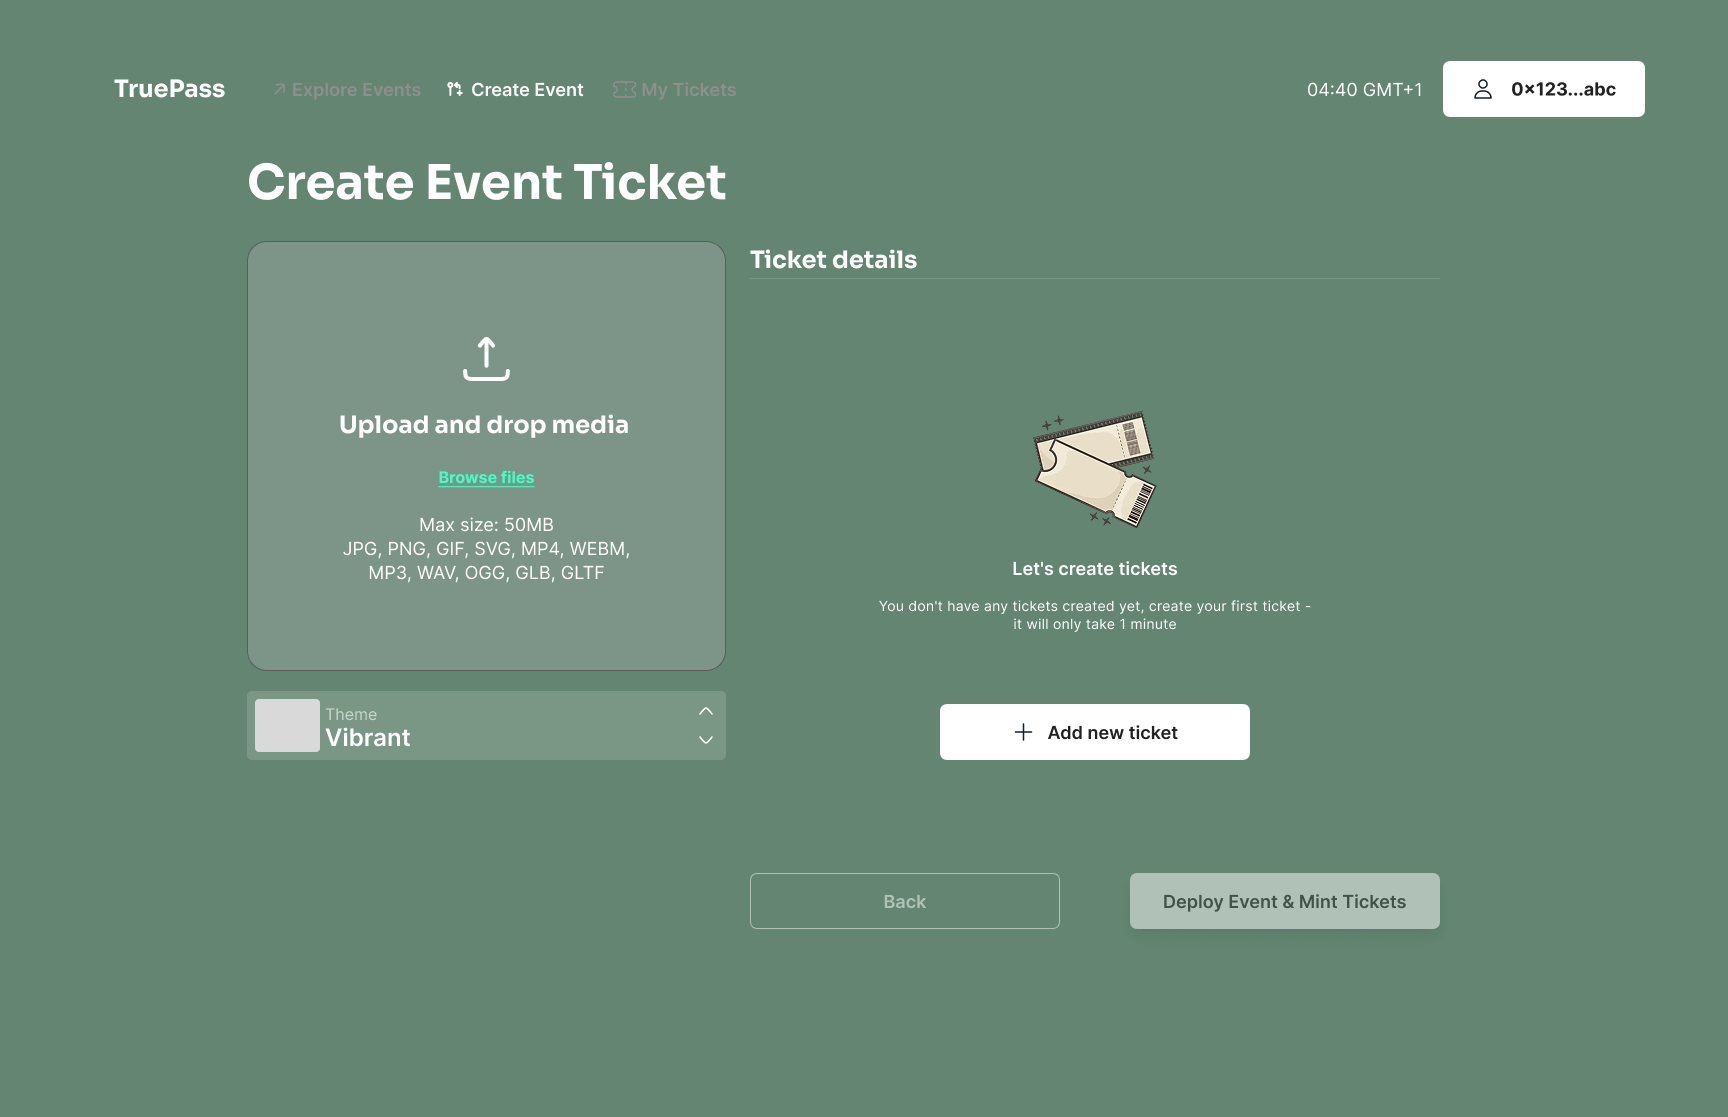 TruePass
Explore Events
Create Event
My Tickets
04:40 GMT+1
0x123...abc
Create Event Ticket
Upload and drop media
Browse files
Max size: 50MB
JPG, PNG, GIF, SVG, MP4, WEBM,
MP3, WAV, OGG, GLB, GLTF
Theme
Vibrant
Ticket details
Let's create tickets
You don't have any tickets created yet, create your first ticket -
it will only take 1 minute
Add new ticket
Back
Deploy Event & Mint Tickets